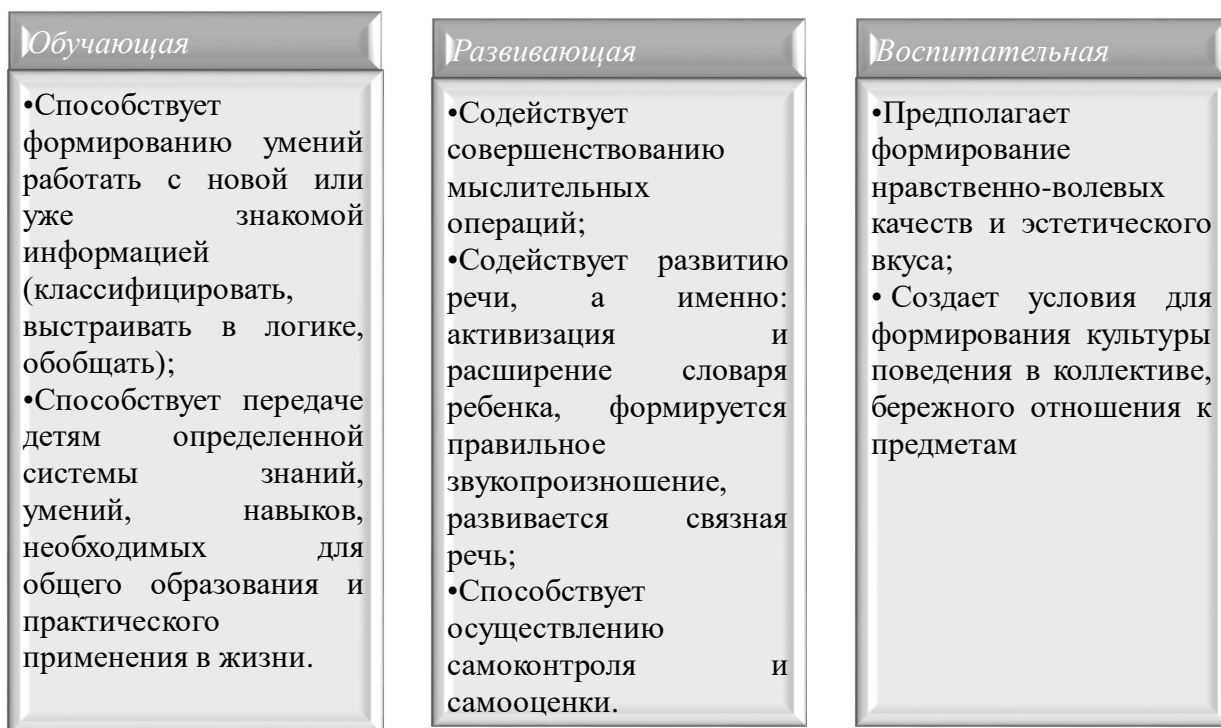 Обучающая
•Способствует
формированию умений
работать с новой или
уже знакомой
информацией
(классифицировать,
выстраивать в логике,
обобщать);
•Способствует передаче
детям определенной
системы знаний,
умений, навыков,
необходимых для
общего образования и
практического
применения в жизни.
Развивающая
•Содействует
совершенствованию
мыслительных
операций;
•Содействует развитию
речи, а именно:
активизация и
расширение словаря
ребенка, формируется
правильное
звукопроизношение,
развивается связная
речь;
•Способствует
осуществлению
самоконтроля и
самооценки.
Воспитательная
•Предполагает
формирование
нравственно-волевых
качеств и эстетического
вкуса;
• Создает условия для
формирования культуры
поведения в коллективе,
бережного отношения к
предметам